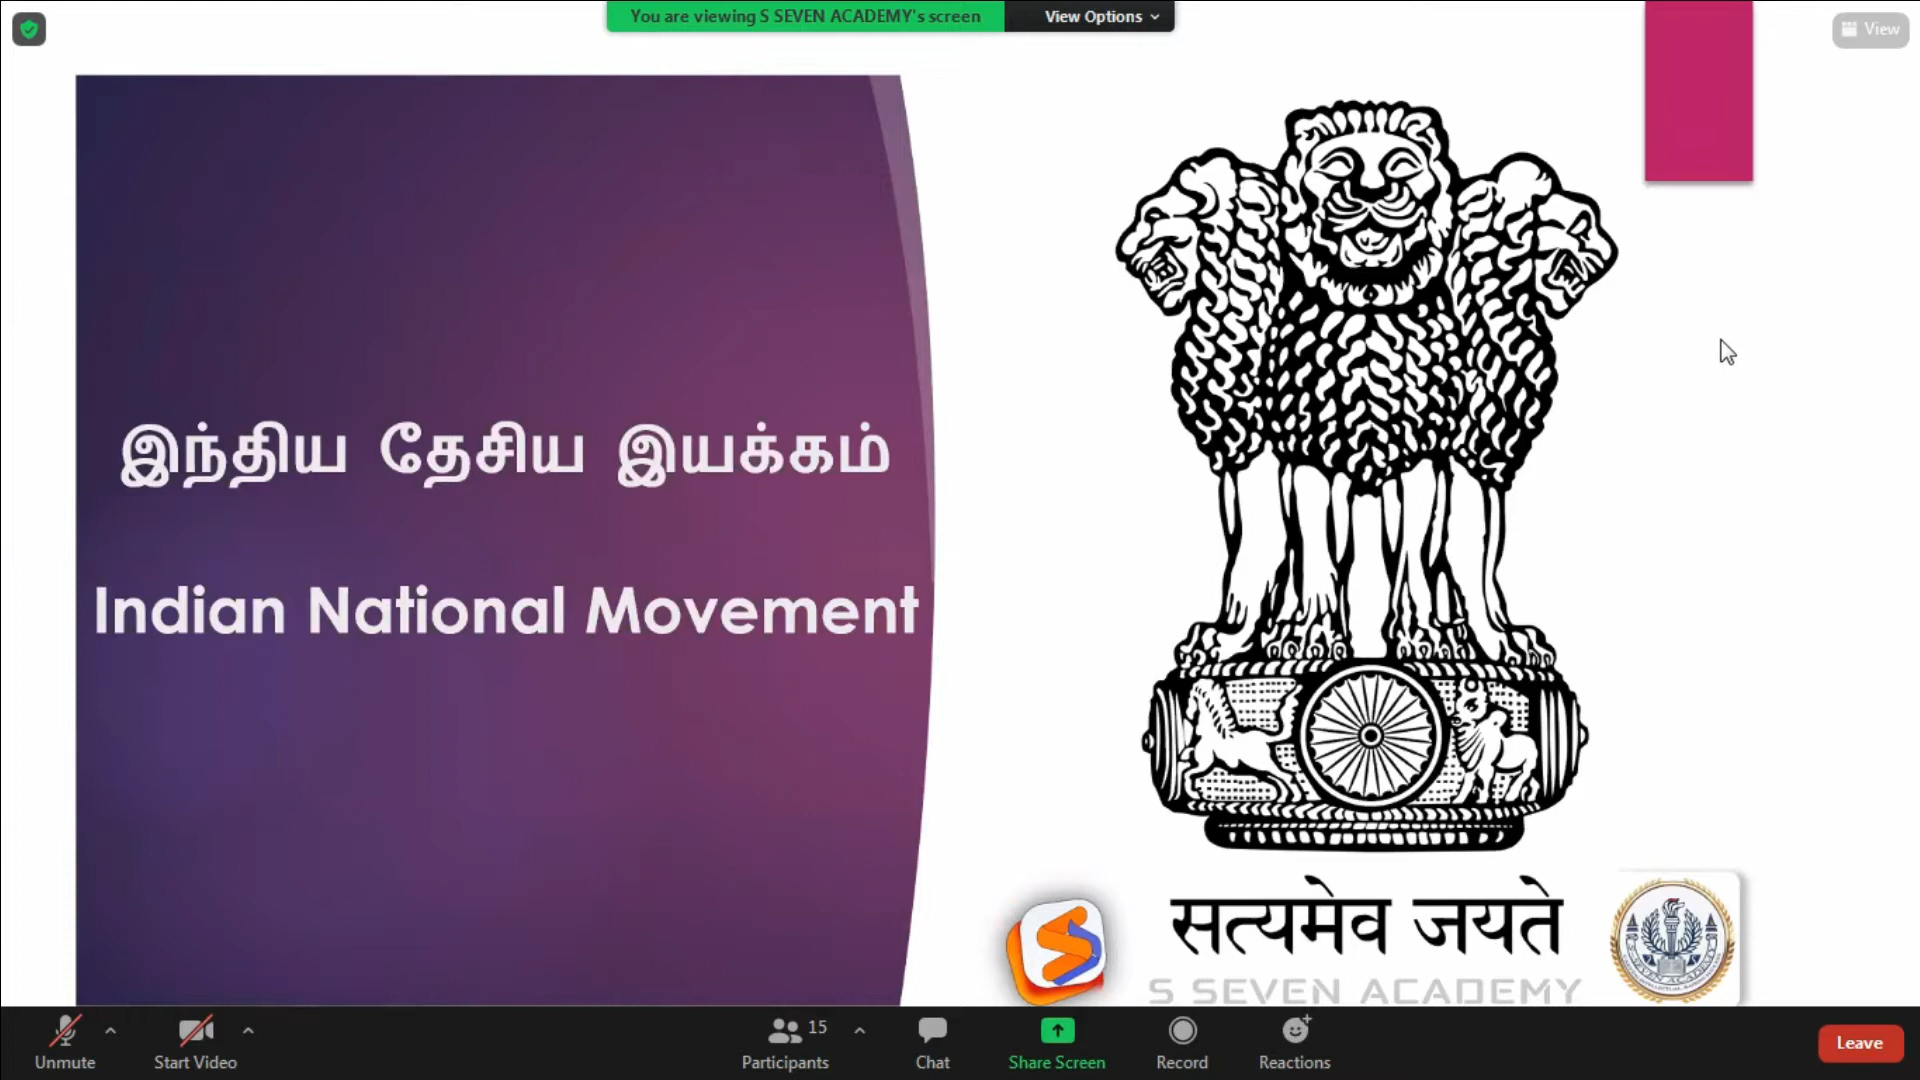 You are viewing S SEVEN ACADEMY's screen
View Options
View
இந்திய தேசிய இயக்கம்
Indian National Movement
सत्यमेव जयते
S SEVEN ACADEMY
Unmute
Start Video
15
Participants
Chat
Share Screen
Record
Reactions
Leave